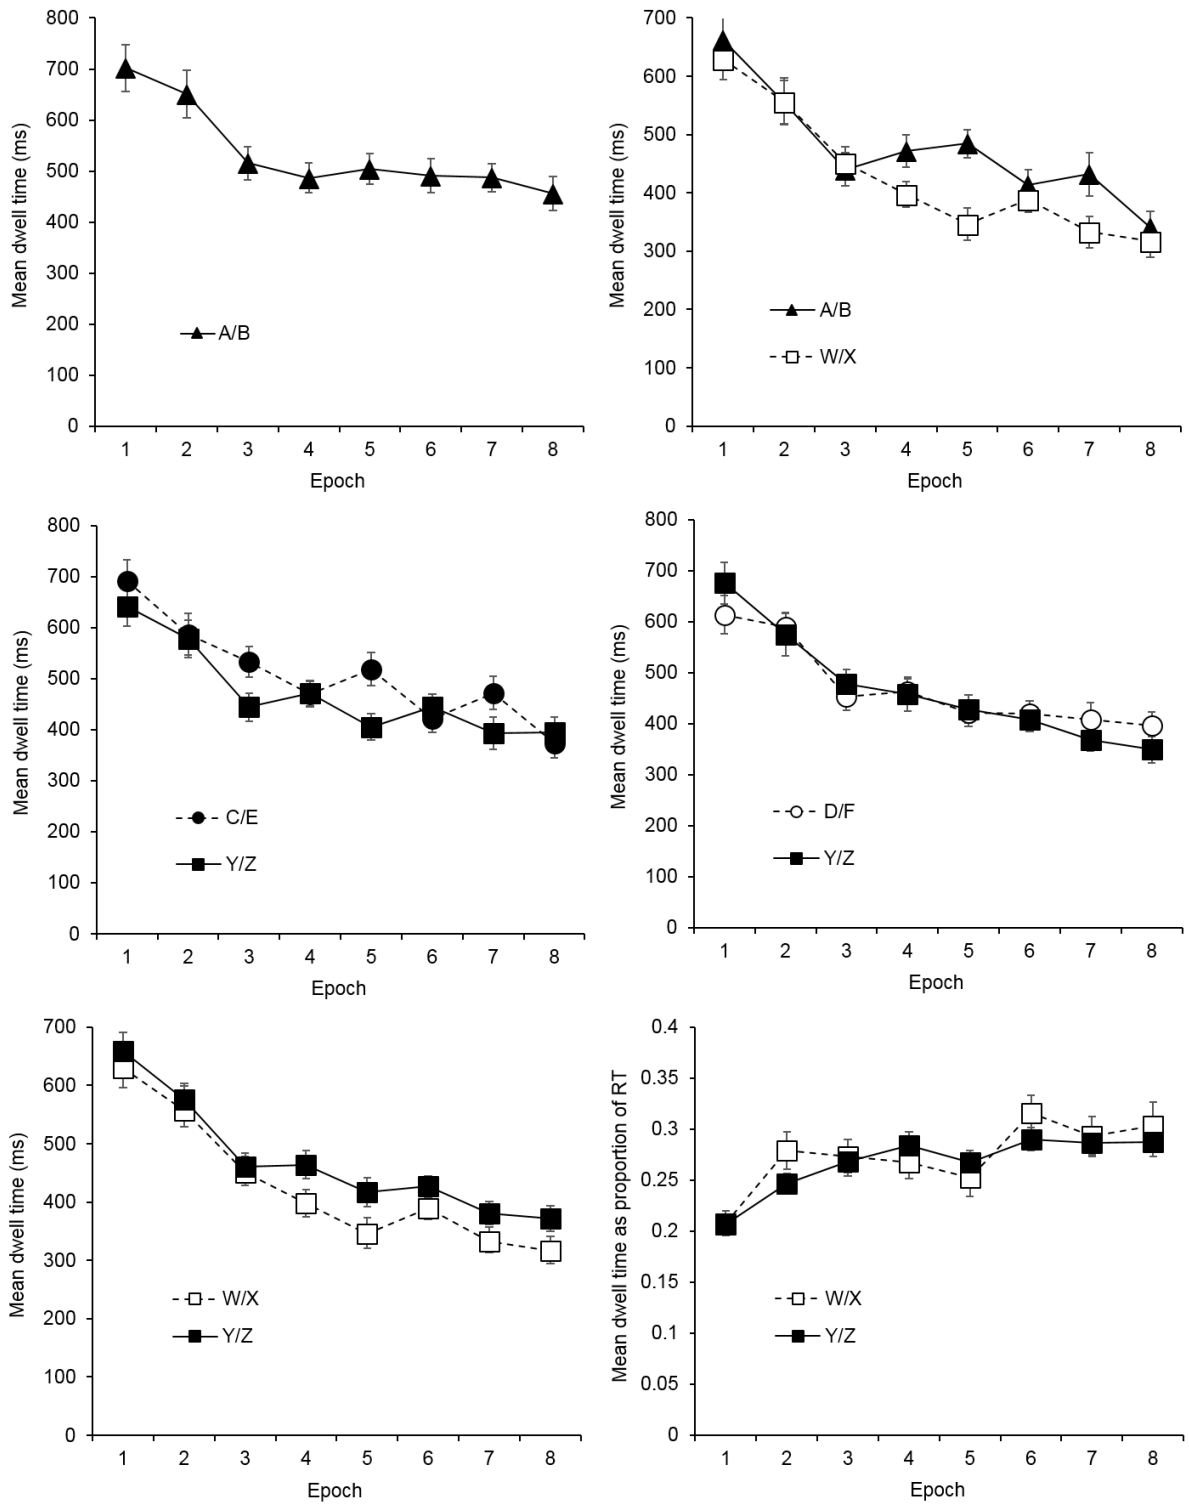 800
700
600
500
400
300
200
100
0
Mean dwell time (ms)
A/B
1 2 3 4 5 6 7 8
Epoch
700
600
500
400
300
200
100
0
Mean dwell time (ms)
A/B
W/X
1 2 3 4 5 6 7 8
Epoch
800
700
600
500
400
300
200
100
0
Mean dwell time (ms)
C/E
Y/Z
1 2 3 4 5 6 7 8
Epoch
800
700
600
500
400
300
200
100
0
Mean dwell time (ms)
D/F
Y/Z
1 2 3 4 5 6 7 8
Epoch
700
600
500
400
300
200
100
0
Mean dwell time (ms)
W/X
Y/Z
1 2 3 4 5 6 7 8
Epoch
0.4
0.35
0.3
0.25
0.2
0.15
0.1
0.05
0
Mean dwell time as proportion of RT
W/X
Y/Z
1 2 3 4 5 6 7 8
Epoch